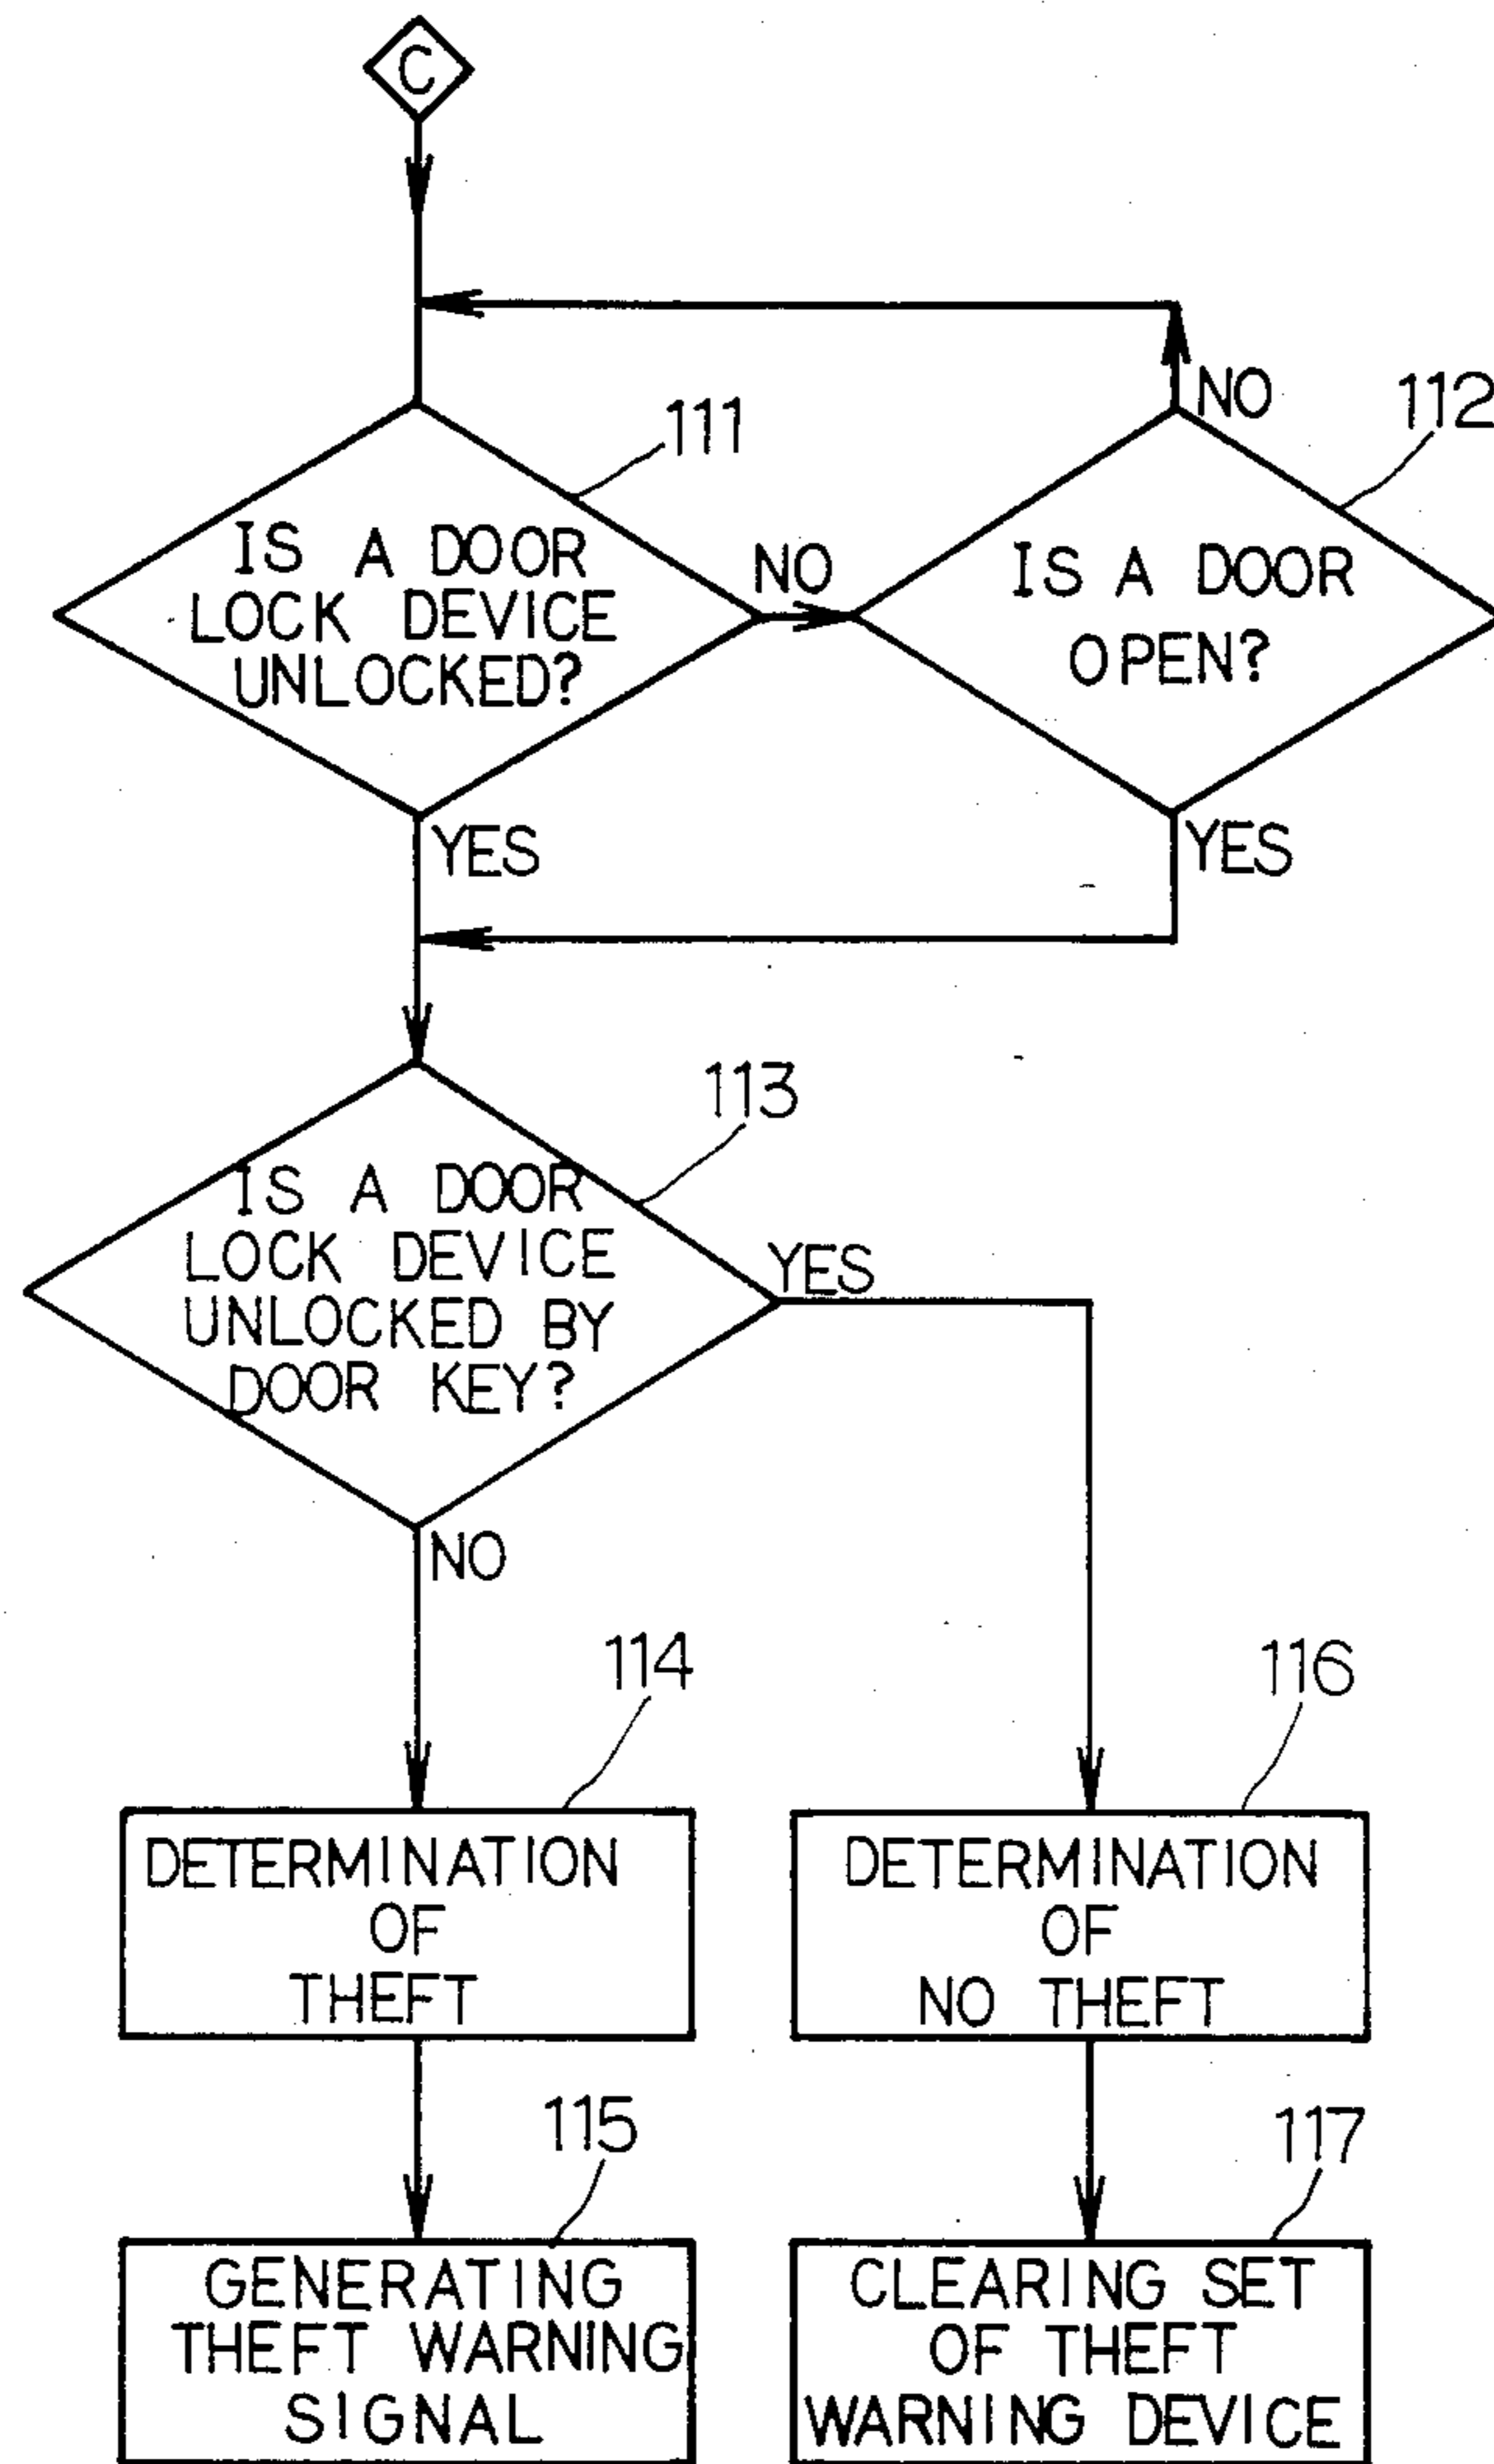 C
NO
111
112
IS A DOOR
LOCK DEVICE
UNLOCKED?
NO
IS A DOOR
OPEN?
YES
YES
113
IS A DOOR
LOCK DEVICE
UNLOCKED BY
DOOR KEY?
YES
NO
114
DETERMINATION
OF
THEFT
116
DETERMINATION
OF
NO THEFT
115
GENERATING
THEFT WARNING
SIGNAL
117
CLEARING SET
OF THEFT
WARNING DEVICE